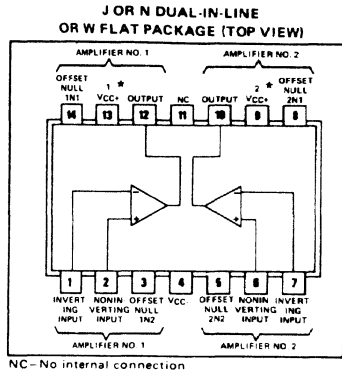 J OR N DUAL-IN-LINE
OR W FLAT PACKAGE (TOP VIEW)
AMPLIFIER NO. 1 AMPLIFIER NO. 2
OFFSET NULL 1N1 1 VCC+ * OUTPUT NC OUTPUT 2 VCC+ * OFFSET NULL 2N1
14 13 12 11 10 9 8
- -
+ +
1 2 3 4 5 6 7
INVERT ING INPUT NONIN VERTING INPUT OFFSET NULL 1N2 VCC- OFFSET NULL 2N2 NONIN VERTING INPUT INVERT ING INPUT
AMPLIFIER NO. 1 AMPLIFIER NO. 2
NC—No internal connection